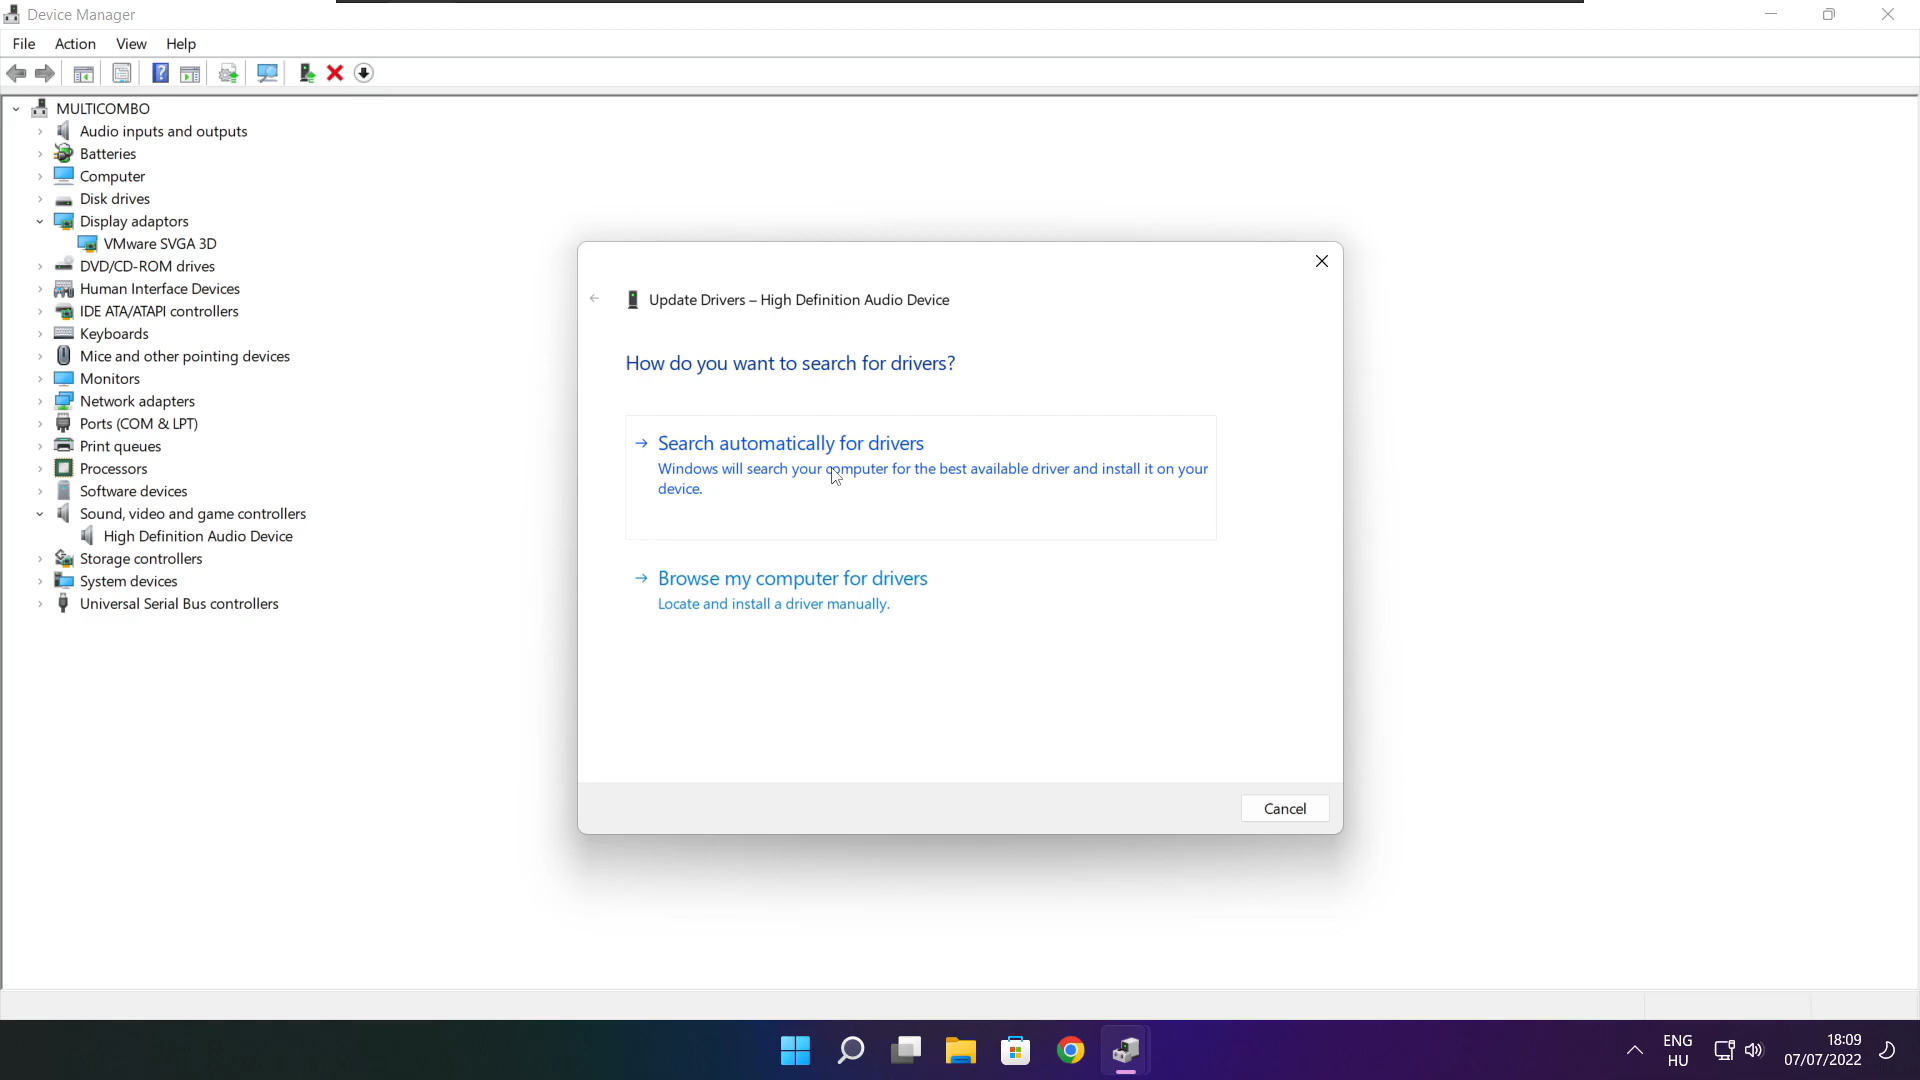 Device Manager
File Action View Help
MULTICOMBO
Audio inputs and outputs
Batteries
Computer
Disk drives
Display adaptors
VMware SVGA 3D
DVD/CD-ROM drives
Human Interface Devices
IDE ATA/ATAPI controllers
Keyboards
Mice and other pointing devices
Monitors
Network adapters
Ports (COM & LPT)
Print queues
Processors
Software devices
Sound, video and game controllers
High Definition Audio Device
Storage controllers
System devices
Universal Serial Bus controllers
Update Drivers – High Definition Audio Device
How do you want to search for drivers?
Search automatically for drivers
Windows will search your computer for the best available driver and install it on your
device.
Browse my computer for drivers
Locate and install a driver manually.
Cancel
ENG
HU
18:09
07/07/2022